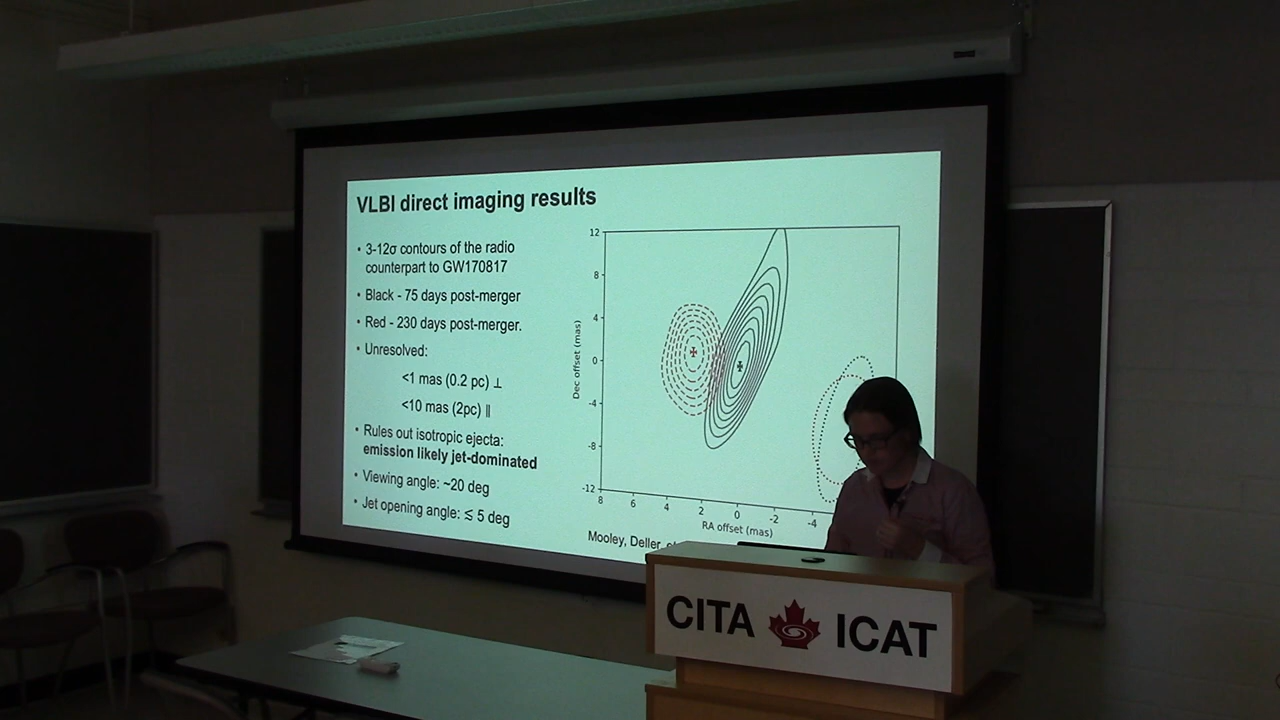 VLBI direct imaging results
• 3-12σ contours of the radio
counterpart to GW170817
• Black - 75 days post-merger
• Red - 230 days post-merger.
• Unresolved:
<1 mas (0.2 pc) ⊥
<10 mas (2pc) ||
• Rules out isotropic ejecta:
emission likely jet-dominated
• Viewing angle: ~20 deg
• Jet opening angle: ≲ 5 deg
12
8
4
0
-4
-8
-12
Dec offset (mas)
8 6 4 2 0 -2 -4
RA offset (mas)
Mooley, Deller,
CITA ICAT